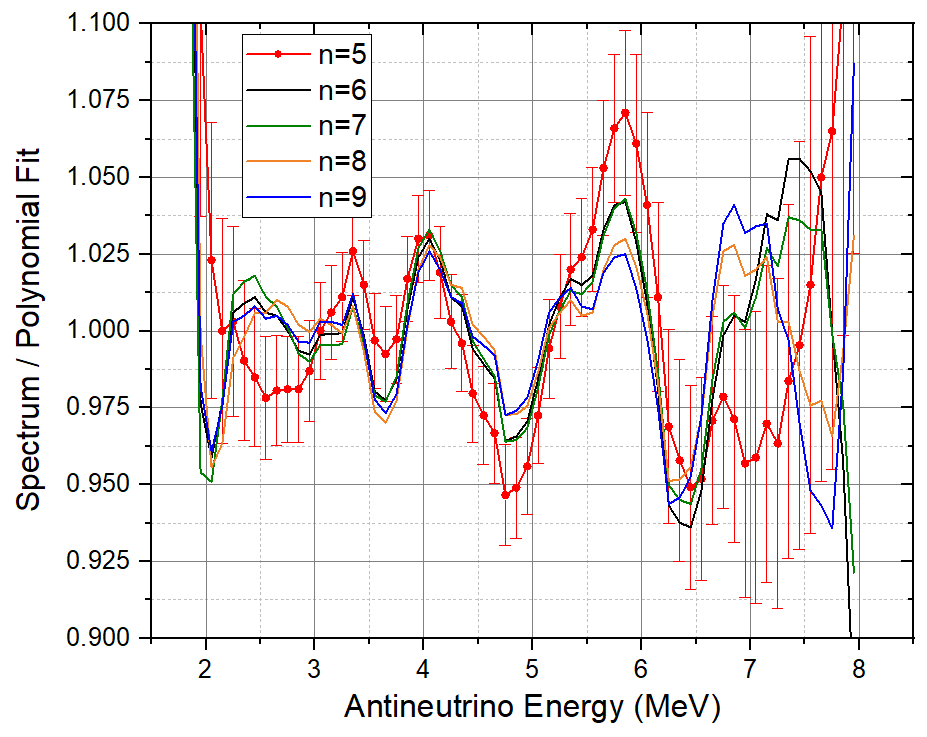 1.100
1.075
1.050
1.025
1.000
0.975
0.950
0.925
0.900
Spectrum / Polynomial Fit
n=5
n=6
n=7
n=8
n=9
2 3 4 5 6 7 8
Antineutrino Energy (MeV)